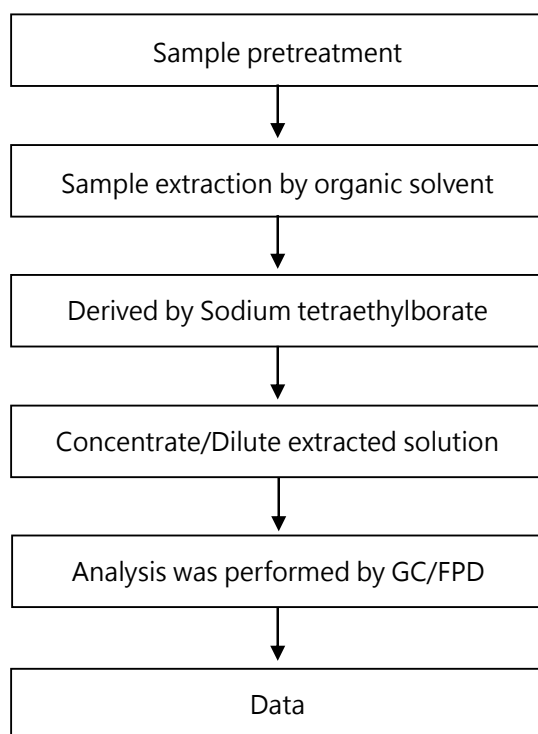 Sample pretreatment
Sample extraction by organic solvent
Derived by Sodium tetraethylborate
Concentrate/Dilute extracted solution
Analysis was performed by GC/FPD
Data